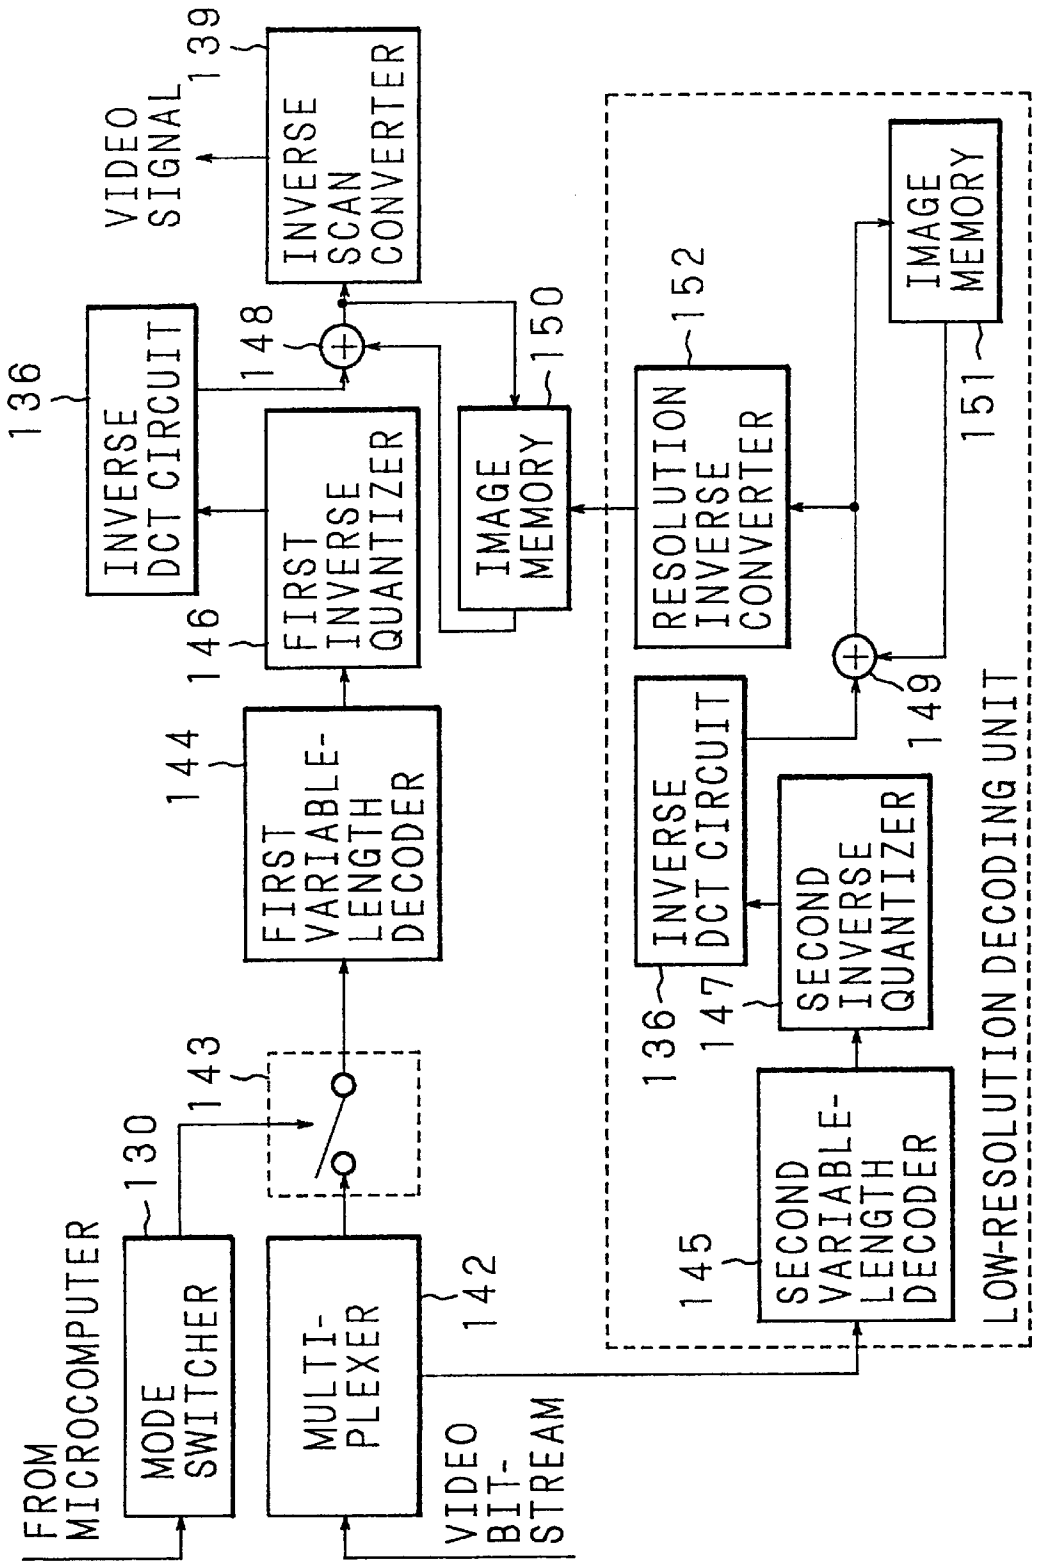 FROM
MICROCOMPUTER
MODE
SWITCHER
130
143
MULTI-
PLEXER
142
VIDEO
BIT-
STREAM
FIRST
VARIABLE-
LENGTH
DECODER
144
FIRST
INVERSE
QUANTIZER
146
INVERSE
DCT CIRCUIT
136
148
INVERSE
SCAN
CONVERTER
139
VIDEO
SIGNAL
IMAGE
MEMORY
150
SECOND
VARIABLE-
LENGTH
DECODER
145
SECOND
INVERSE
QUANTIZER
147
INVERSE
DCT CIRCUIT
136
149
RESOLUTION
INVERSE
CONVERTER
152
IMAGE
MEMORY
151
LOW-RESOLUTION DECODING UNIT